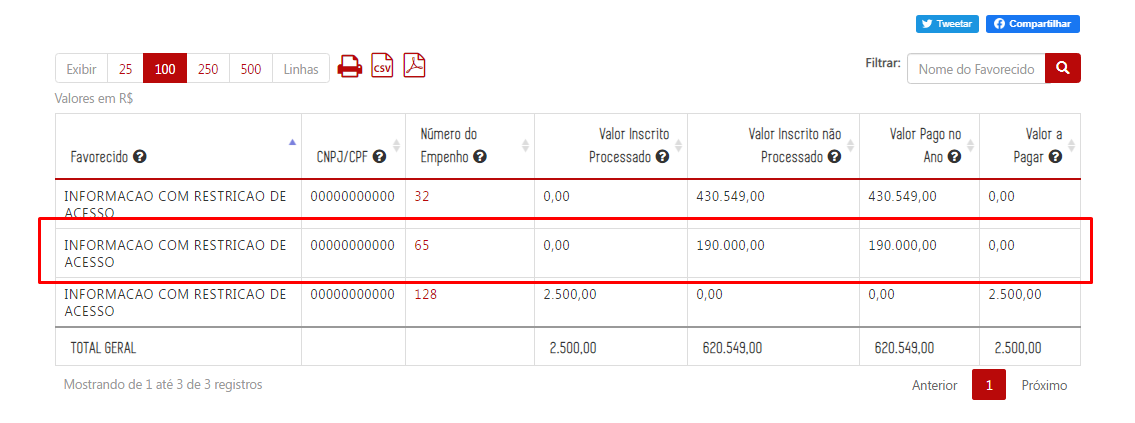 Tweetar Compartilhar
Exibir 25 100 250 500 Linhas CSV Filtrar: Nome do Favorecido
Valores em R$
Favorecido CNPJ/CPF Número do Empenho Valor Inscrito Processado Valor Inscrito não Processado Valor Pago no Ano Valor a Pagar
INFORMACAO COM RESTRICAO DE ACESSO 00000000000 32 0,00 430.549,00 430.549,00 0,00
INFORMACAO COM RESTRICAO DE ACESSO 00000000000 65 0,00 190.000,00 190.000,00 0,00
INFORMACAO COM RESTRICAO DE ACESSO 00000000000 128 2.500,00 0,00 0,00 2.500,00
TOTAL GERAL 2.500,00 620.549,00 620.549,00 2.500,00
Mostrando de 1 até 3 de 3 registros Anterior 1 Próximo